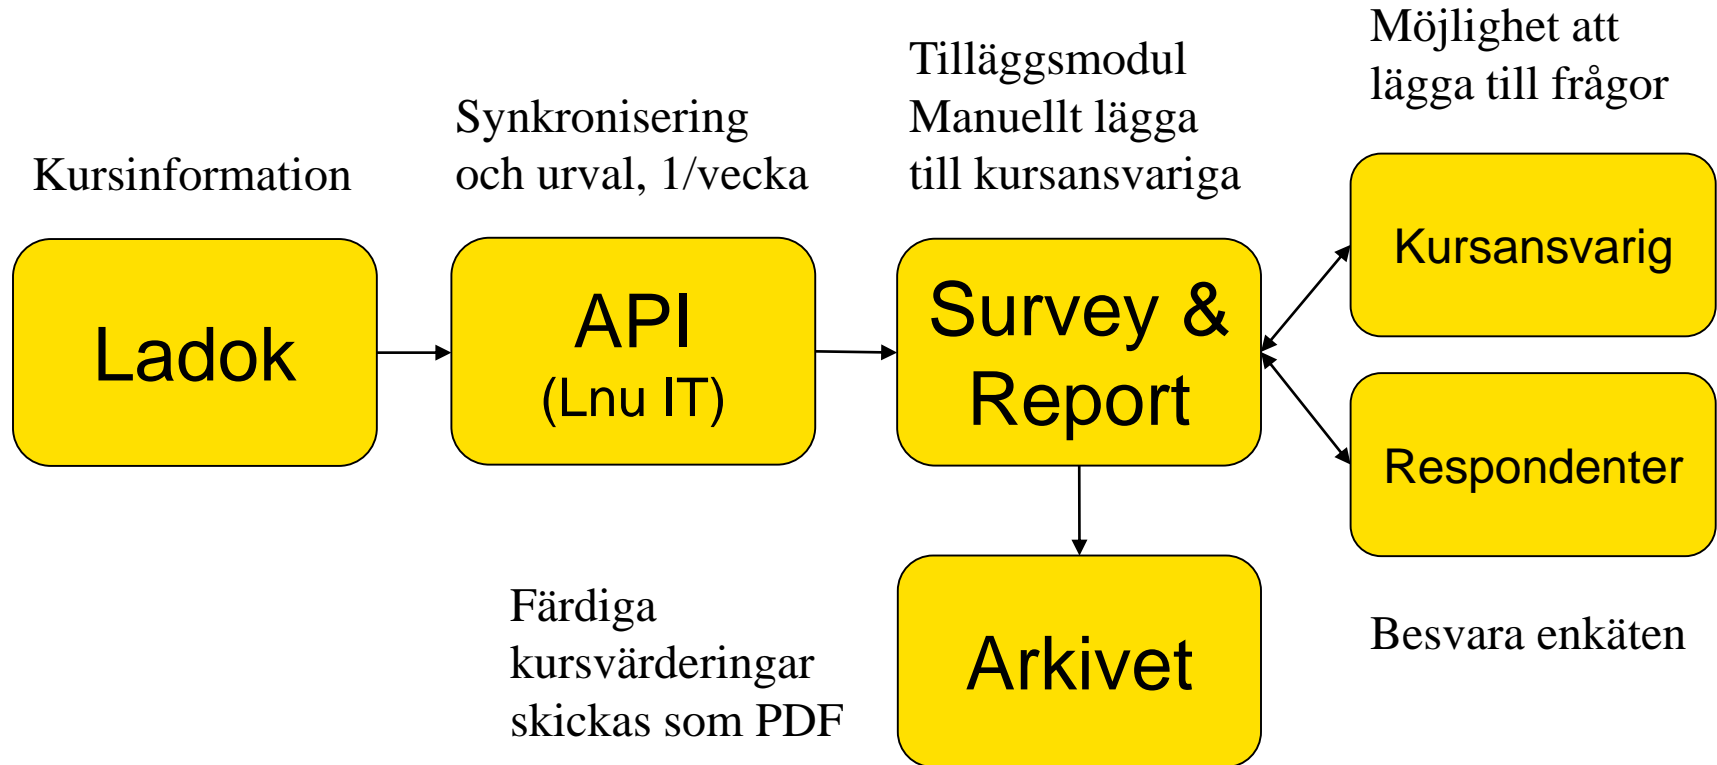 Kursinformation
Ladok
Synkronisering
och urval, 1/vecka
API
(Lnu IT)
Tilläggsmodul
Manuellt lägga
till kursansvariga
Survey &
Report
Möjlighet att
lägga till frågor
Kursansvarig
Respondenter
Besvara enkäten
Färdiga
kursvärderingar
skickas som PDF
Arkivet